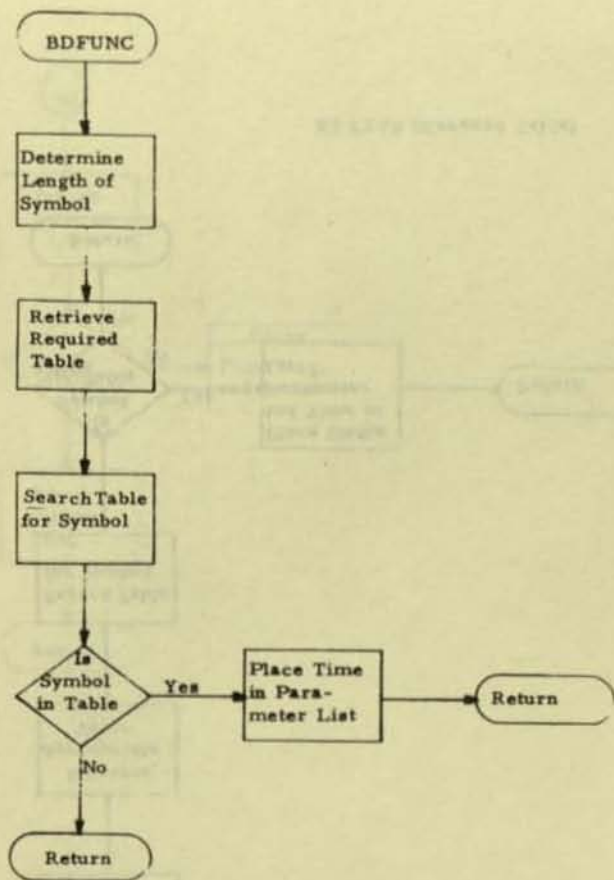 BDFUNC
Determine
Length of
Symbol
Retrieve
Required
Table
Search Table
for Symbol
Is
Symbol
in Table
Yes
Place Time
in Para-
meter List
Return
No
Return